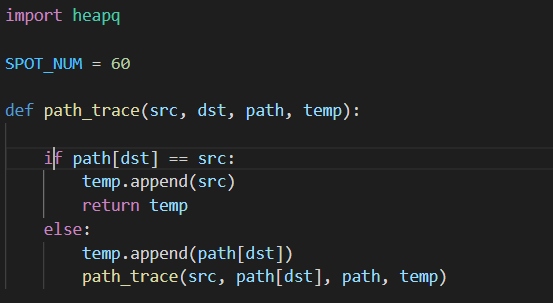 import heapq
SPOT_NUM = 60
def path_trace(src, dst, path, temp):
if path[dst] == src:
temp.append(src)
return temp
else:
temp.append(path[dst])
path_trace(src, path[dst], path, temp)